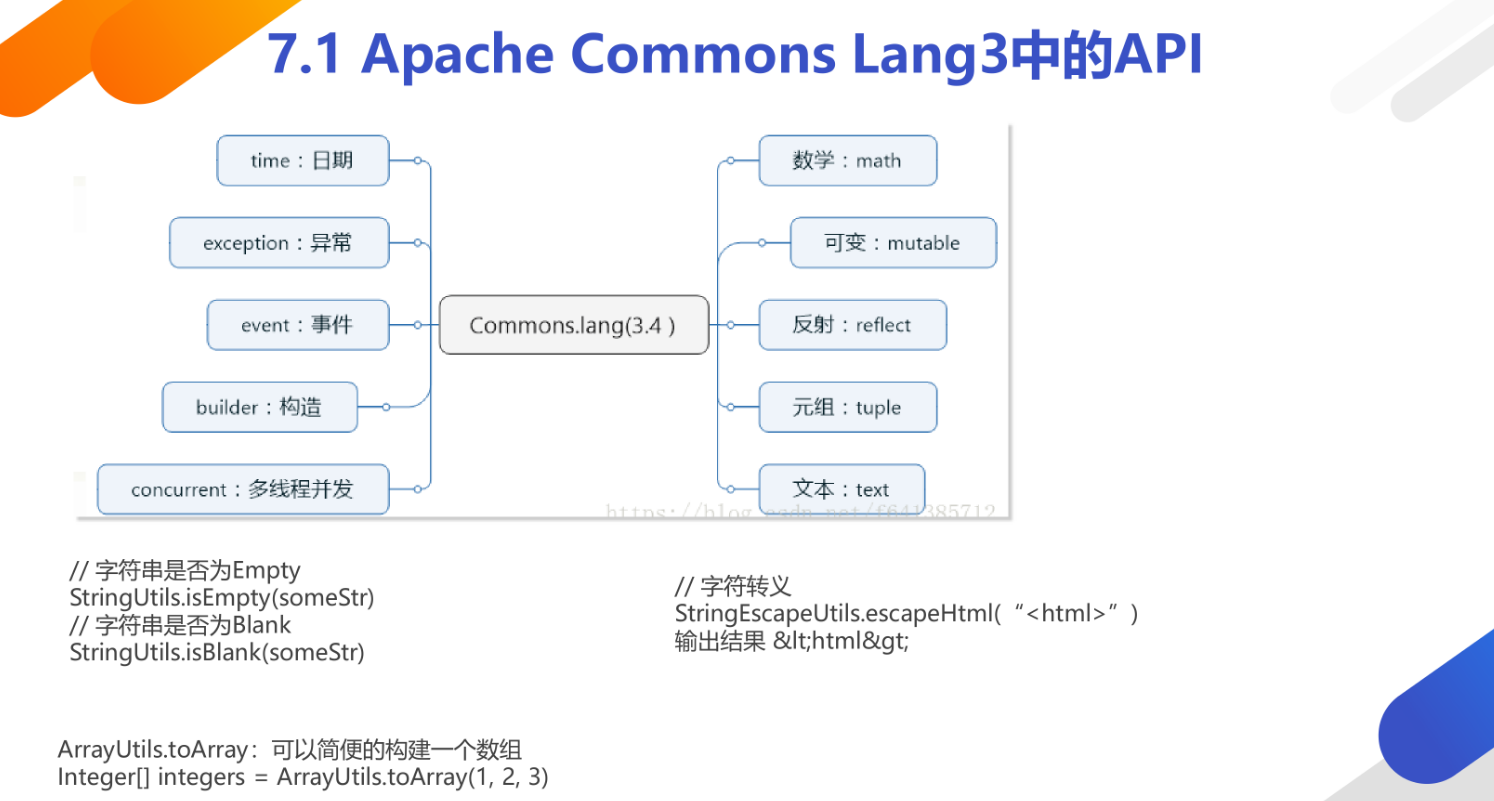 7.1 Apache Commons Lang3中的API
time：日期
exception：异常
event：事件
builder：构造
concurrent：多线程并发
Commons.lang(3.4 )
数学：math
可变：mutable
反射：reflect
元组：tuple
文本：text
https://blog.csdn.net/f641385712
// 字符串是否为Empty
StringUtils.isEmpty(someStr)
// 字符串是否为Blank
StringUtils.isBlank(someStr)
// 字符转义
StringEscapeUtils.escapeHtml(“<html>”)
输出结果 &lt;html&gt;
ArrayUtils.toArray：可以简便的构建一个数组
Integer[] integers = ArrayUtils.toArray(1, 2, 3)